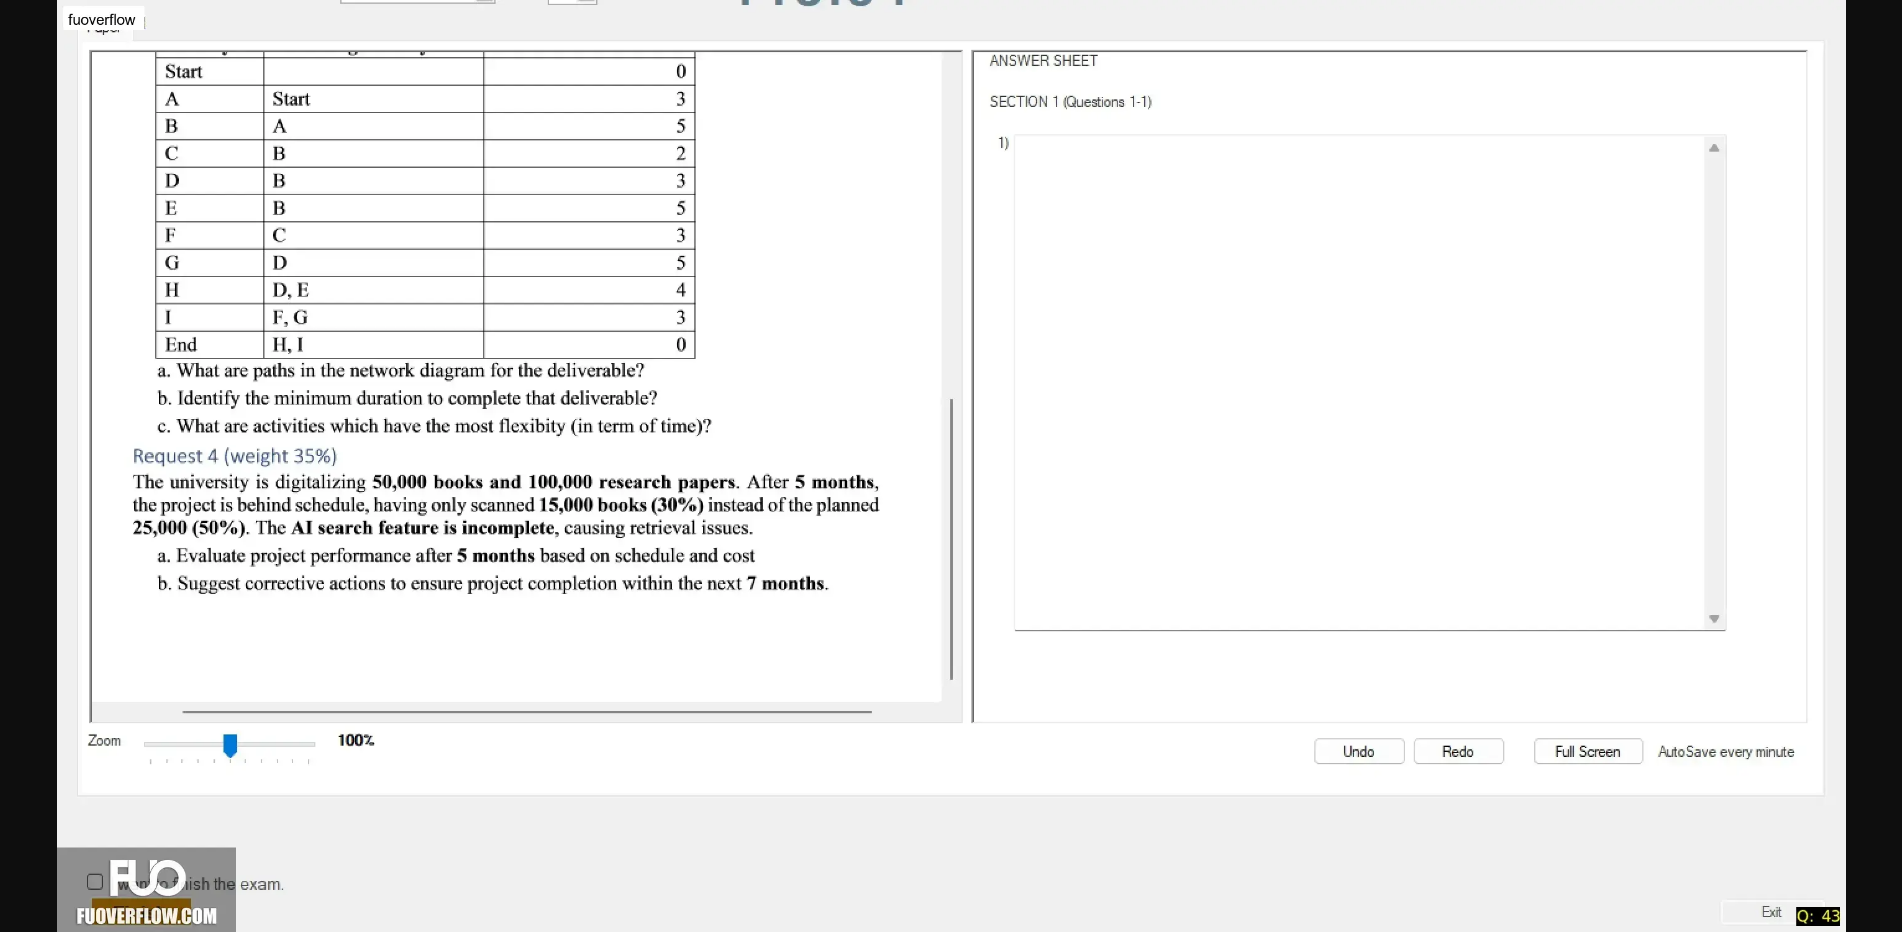 fuoverflow
Start 0
A Start 3
B A 5
C B 2
D B 3
E B 5
F C 3
G D 5
H D, E 4
I F, G 3
End H, I 0
a. What are paths in the network diagram for the deliverable?
b. Identify the minimum duration to complete that deliverable?
c. What are activities which have the most flexibity (in term of time)?
Request 4 (weight 35%)
The university is digitalizing 50,000 books and 100,000 research papers. After 5 months,
the project is behind schedule, having only scanned 15,000 books (30%) instead of the planned
25,000 (50%). The AI search feature is incomplete, causing retrieval issues.
a. Evaluate project performance after 5 months based on schedule and cost
b. Suggest corrective actions to ensure project completion within the next 7 months.
ANSWER SHEET
SECTION 1 (Questions 1-1)
1)
Zoom 100%
Undo Redo Full Screen AutoSave every minute
finish the exam.
FUO
FUOVERFLOW.COM
Exit Q: 43